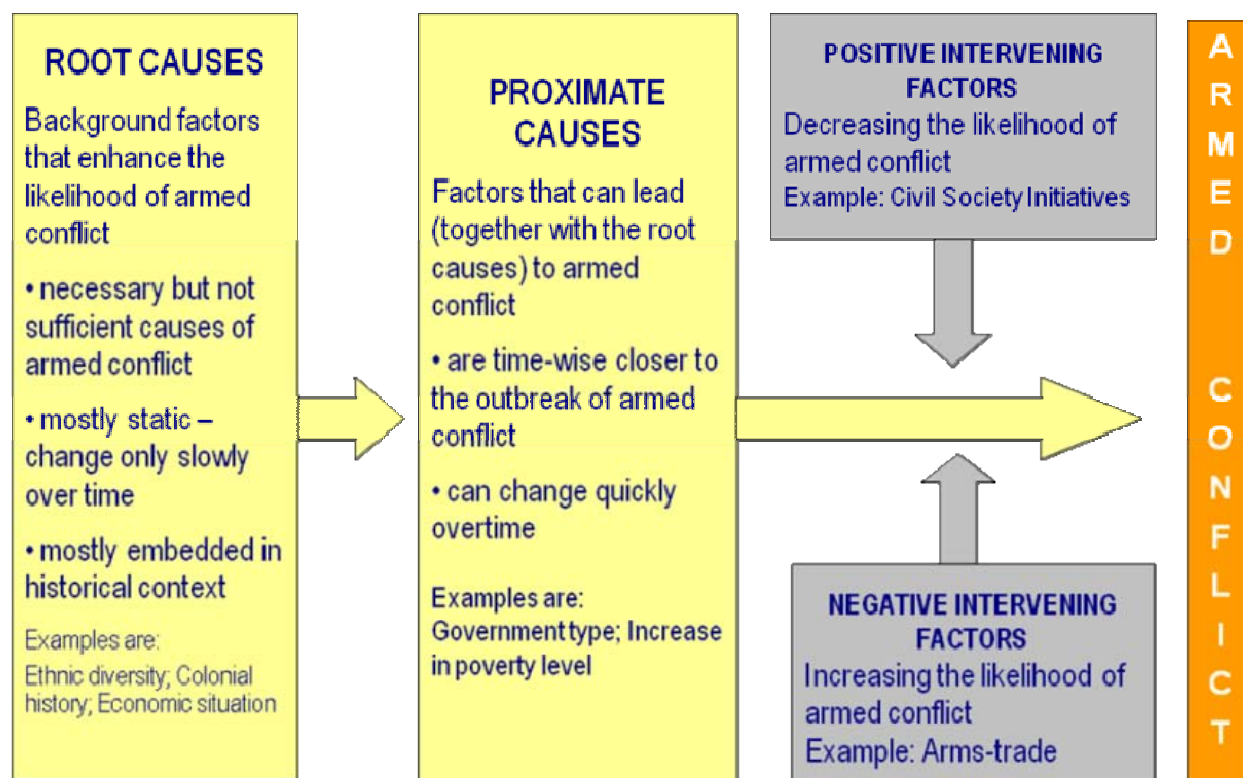 ROOT CAUSES
Background factors
that enhance the
likelihood of armed
conflict
• necessary but not
sufficient causes of
armed conflict
• mostly static –
change only slowly
over time
• mostly embedded in
historical context
Examples are:
Ethnic diversity; Colonial
history; Economic situation
PROXIMATE
CAUSES
Factors that can lead
(together with the root
causes) to armed
conflict
• are time-wise closer to
the outbreak of armed
conflict
• can change quickly
overtime
Examples are:
Government type; Increase
in poverty level
POSITIVE INTERVENING
FACTORS
Decreasing the likelihood of
armed conflict
Example: Civil Society Initiatives
NEGATIVE INTERVENING
FACTORS
Increasing the likelihood of
armed conflict
Example: Arms-trade
ARMED CONFLICT